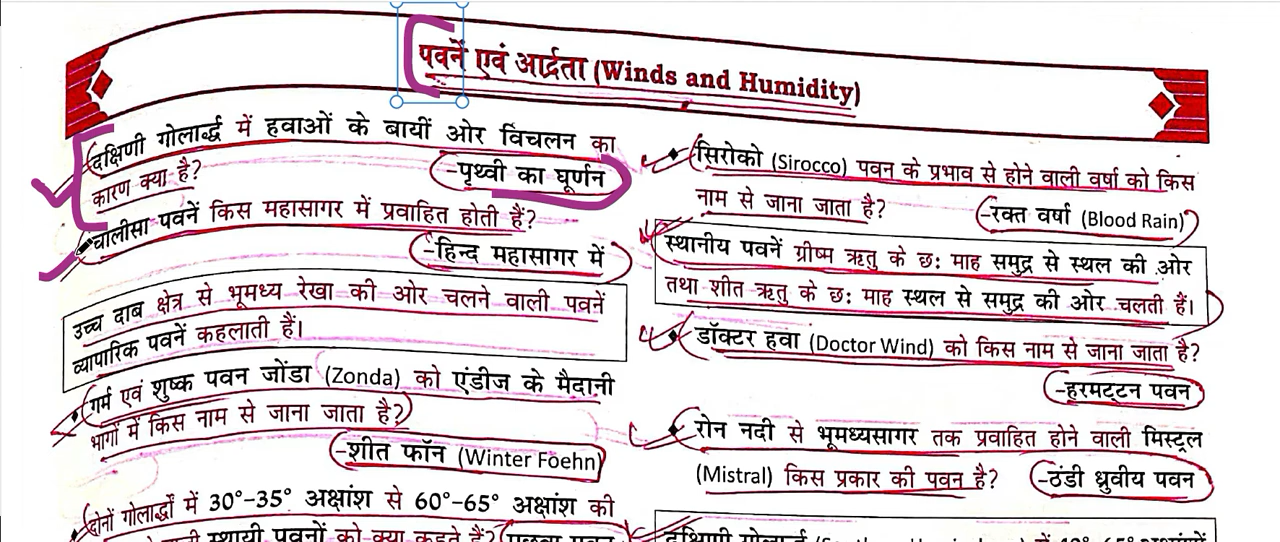 पवनें एवं आर्द्रता (Winds and Humidity)
दक्षिणी गोलार्द्ध में हवाओं के बायीं ओर विचलन का
कारण क्या है?
-पृथ्वी का घूर्णन
चालीसा पवनें किस महासागर में प्रवाहित होती हैं?
-हिन्द महासागर में
उच्च दाब क्षेत्र से भूमध्य रेखा की ओर चलने वाली पवनें
व्यापारिक पवनें कहलाती हैं।
गर्म एवं शुष्क पवन जोंडा (Zonda) को एंडीज के मैदानी
भागों में किस नाम से जाना जाता है?
-शीत फॉन (Winter Foehn)
दोनों गोलार्द्धों में 30°-35° अक्षांश से 60°-65° अक्षांश की
स्थायी पवनों को क्या कहते हैं?
सिरोको (Sirocco) पवन के प्रभाव से होने वाली वर्षा को किस
नाम से जाना जाता है?
-रक्त वर्षा (Blood Rain)
स्थानीय पवनें ग्रीष्म ऋतु के छः माह समुद्र से स्थल की ओर
तथा शीत ऋतु के छः माह स्थल से समुद्र की ओर चलती हैं।
डॉक्टर हवा (Doctor Wind) को किस नाम से जाना जाता है?
-हरमट्टन पवन
रोन नदी से भूमध्यसागर तक प्रवाहित होने वाली मिस्ट्रल
(Mistral) किस प्रकार की पवन है?
-ठंडी ध्रुवीय पवन